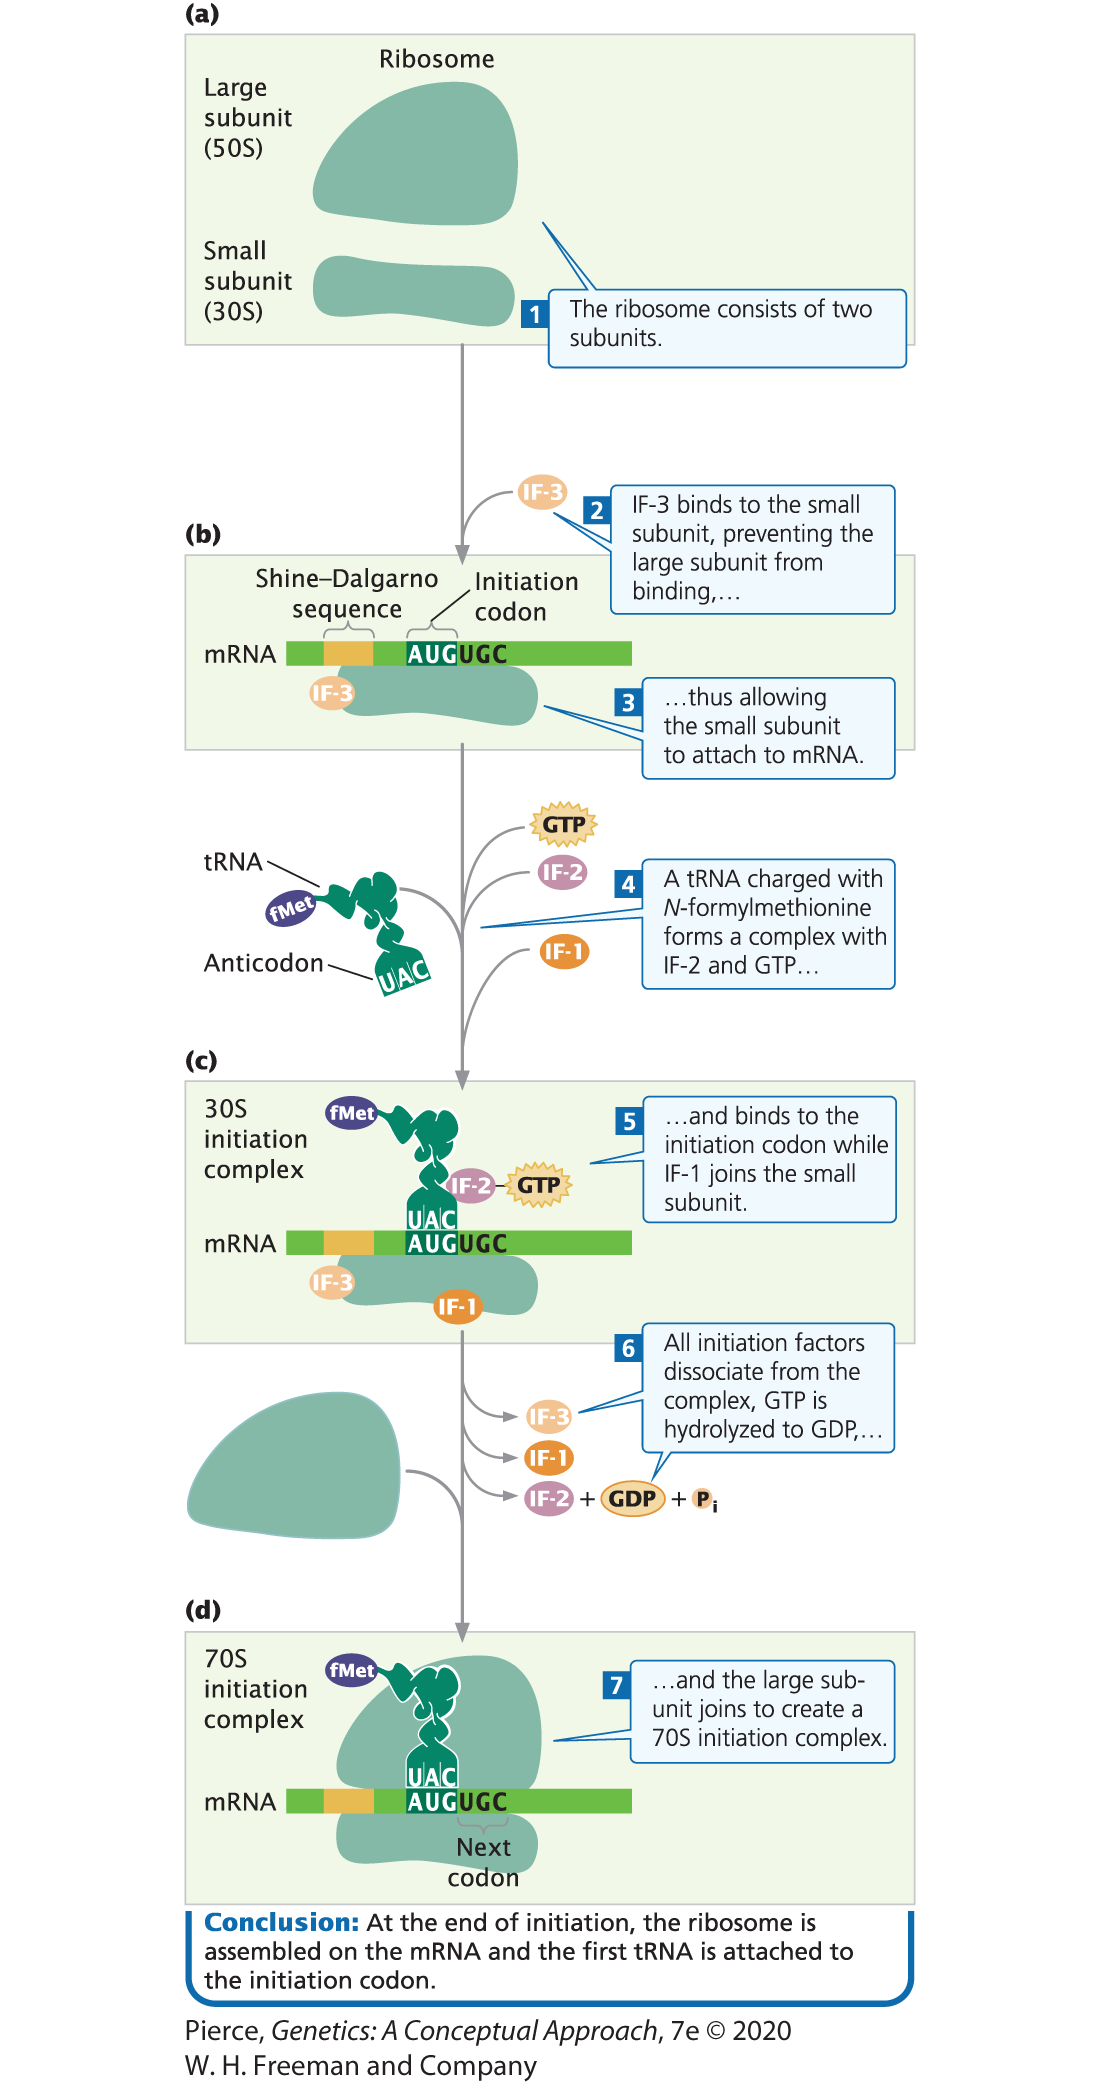 (a)
Ribosome
Large
subunit
(50S)
Small
subunit
(30S)
1
The ribosome consists of two
subunits.
IF-3
2
IF-3 binds to the small
subunit, preventing the
large subunit from
binding,…
(b)
Shine–Dalgarno
sequence
Initiation
codon
mRNA
AUGUGC
IF-3
3
…thus allowing
the small subunit
to attach to mRNA.
GTP
IF-2
IF-1
tRNA
fMet
Anticodon
UAC
4
A tRNA charged with
N-formylmethionine
forms a complex with
IF-2 and GTP…
(c)
30S
initiation
complex
fMet
IF-2
GTP
UAC
mRNA
AUGUGC
IF-3
IF-1
5
…and binds to the
initiation codon while
IF-1 joins the small
subunit.
6
All initiation factors
dissociate from the
complex, GTP is
hydrolyzed to GDP,…
IF-3
IF-1
IF-2 + GDP + Pi
(d)
70S
initiation
complex
fMet
UAC
mRNA
AUGUGC
Next
codon
7
…and the large sub-
unit joins to create a
70S initiation complex.
Conclusion: At the end of initiation, the ribosome is
assembled on the mRNA and the first tRNA is attached to
the initiation codon.
Pierce, Genetics: A Conceptual Approach, 7e © 2020
W. H. Freeman and Company